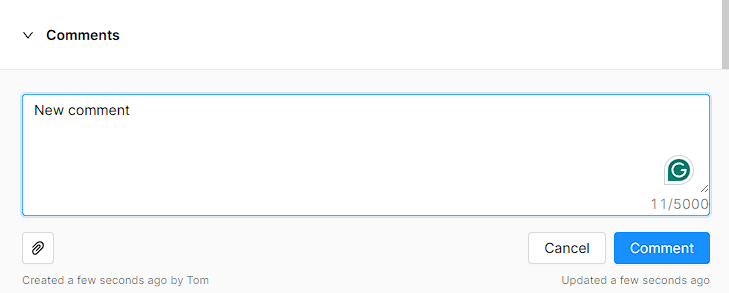 Comments
New comment
11/5000
Cancel
Comment
Created a few seconds ago by Tom
Updated a few seconds ago